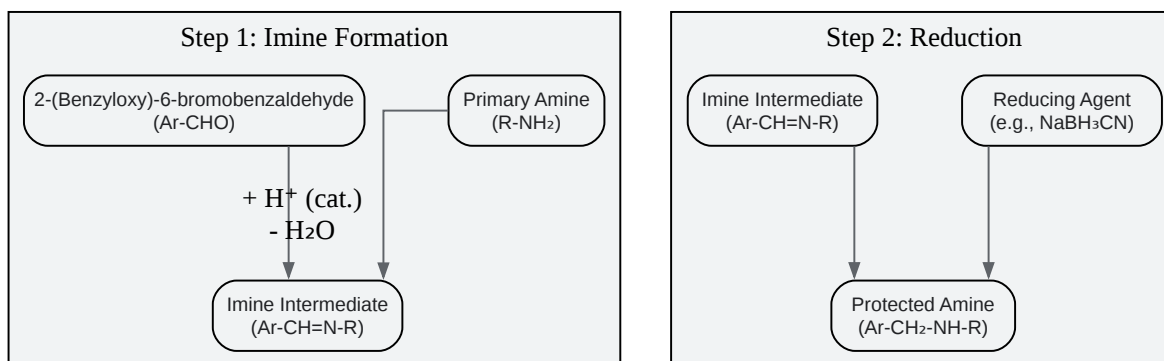 Step 1: Imine Formation
2-(Benzyloxy)-6-bromobenzaldehyde
(Ar-CHO)
Primary Amine
(R-NH₂)
+ H⁺ (cat.)
- H₂O
Imine Intermediate
(Ar-CH=N-R)
Step 2: Reduction
Imine Intermediate
(Ar-CH=N-R)
Reducing Agent
(e.g., NaBH₃CN)
Protected Amine
(Ar-CH₂-NH-R)